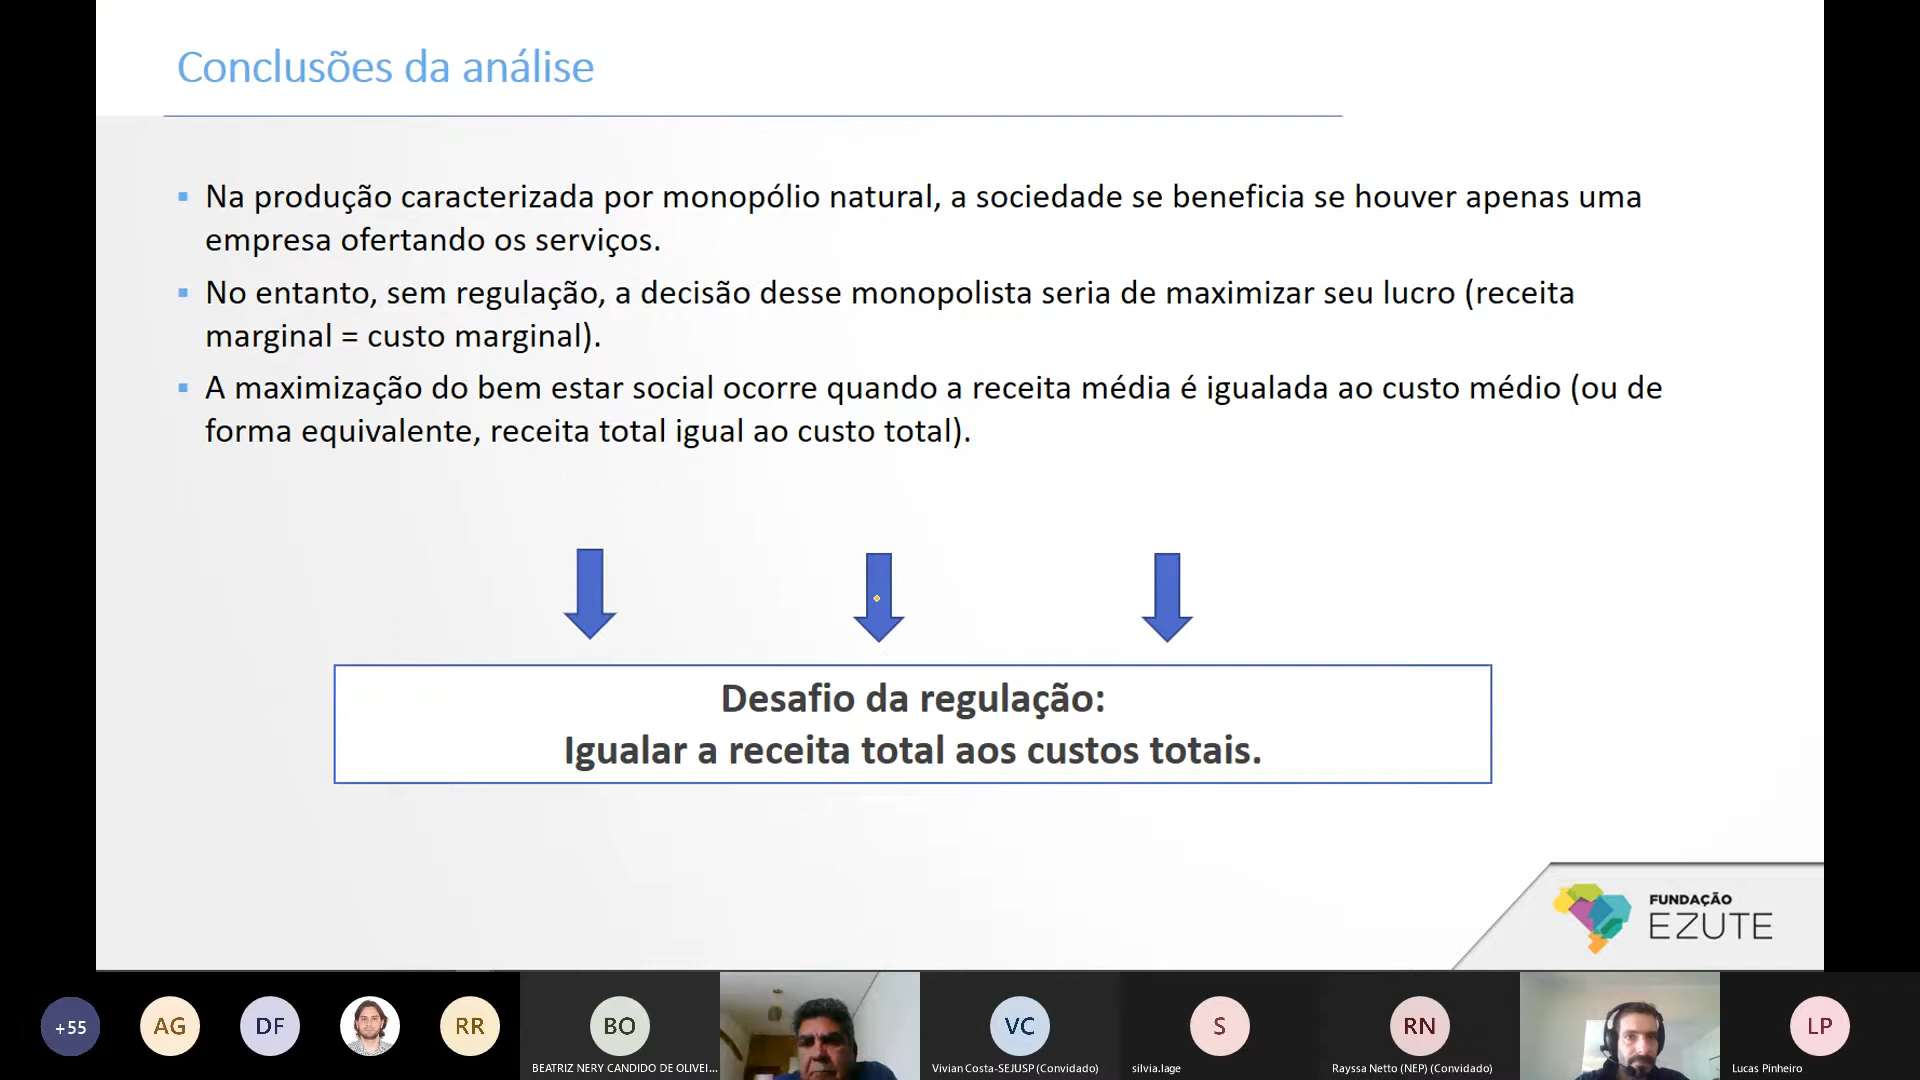 Conclusões da análise
Na produção caracterizada por monopólio natural, a sociedade se beneficia se houver apenas uma
empresa ofertando os serviços.
No entanto, sem regulação, a decisão desse monopolista seria de maximizar seu lucro (receita
marginal = custo marginal).
A maximização do bem estar social ocorre quando a receita média é igualada ao custo médio (ou de
forma equivalente, receita total igual ao custo total).
Desafio da regulação:
Igualar a receita total aos custos totais.
FUNDAÇÃO
EZUTE
+55
AG
DF
RR
BO
VC
S
RN
LP
BEATRIZ NERY CANDIDO DE OLIVEI...
Vivian Costa-SEJUSP (Convidado)
silvia.lage
Rayssa Netto (NEP) (Convidado)
Lucas Pinheiro